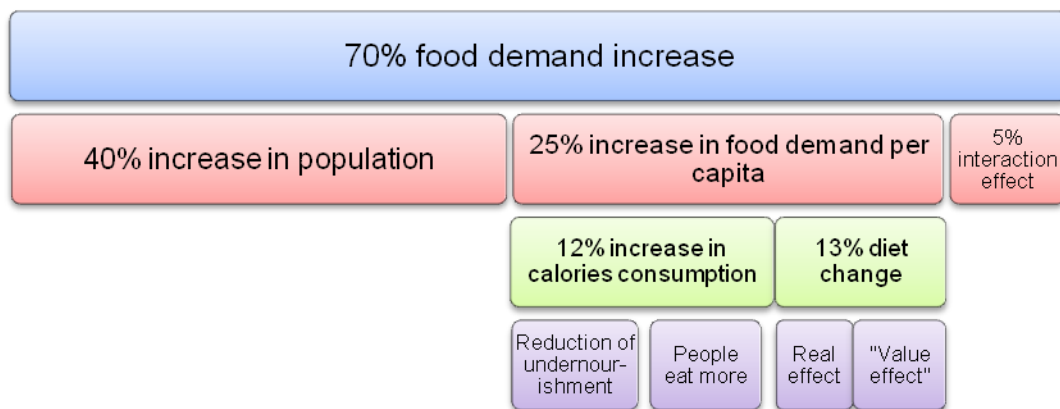 70% food demand increase
40% increase in population
25% increase in food demand per
capita
5%
interaction
effect
12% increase in
calories consumption
13% diet
change
Reduction of
undernour-
ishment
People
eat more
Real
effect
"Value
effect"